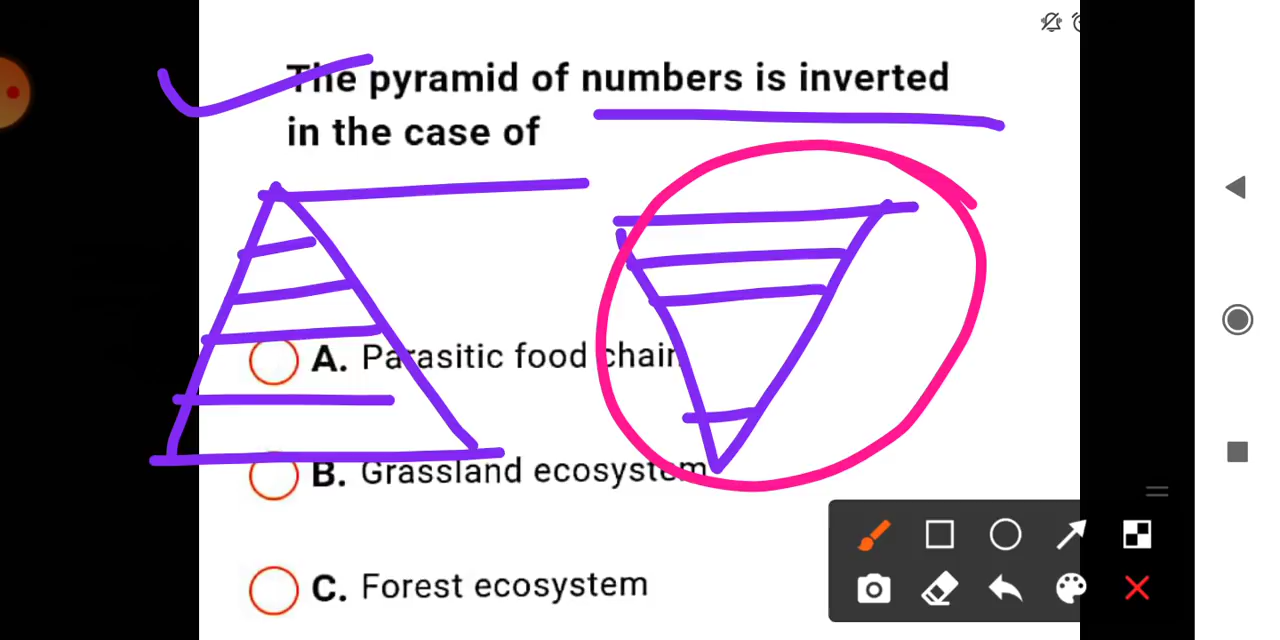 The pyramid of numbers is inverted
in the case of
A. Parasitic food chain
B. Grassland ecosystem
C. Forest ecosystem